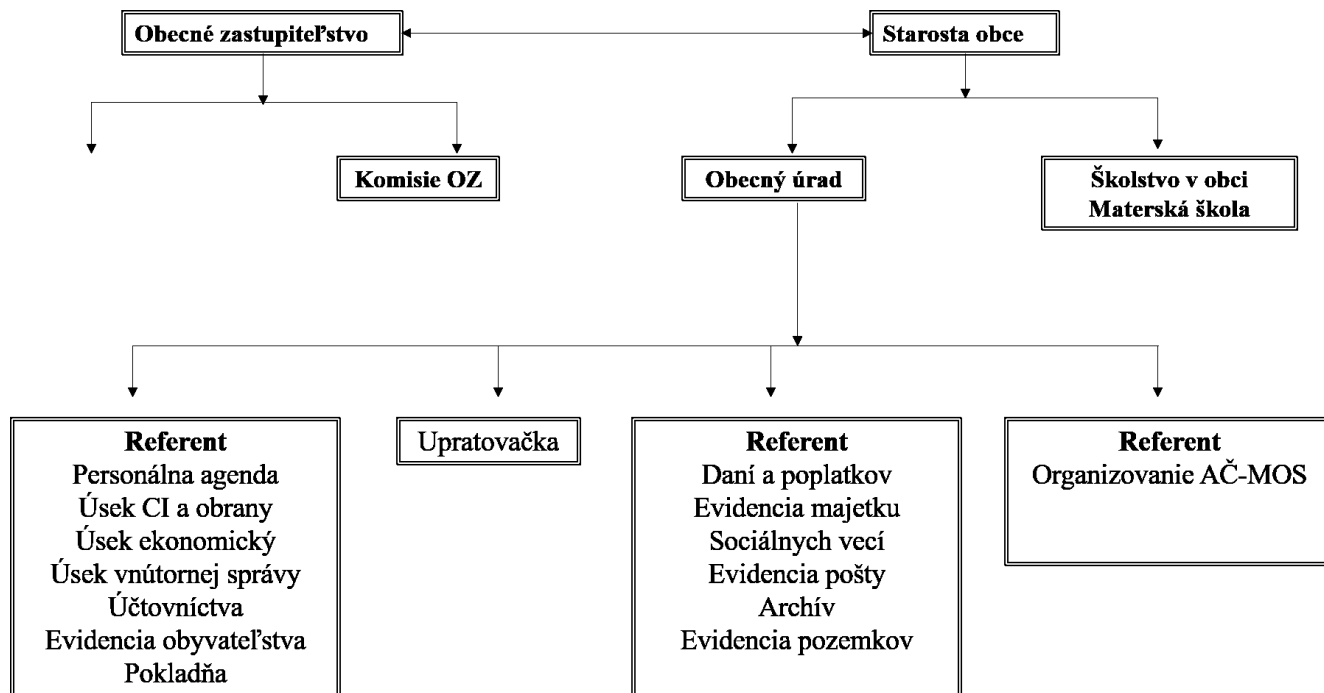 Obecné zastupiteľstvo
Starosta obce
Komisie OZ
Obecný úrad
Školstvo v obci
Materská škola
Referent
Personálna agenda
Úsek CI a obrany
Úsek ekonomický
Úsek vnútornej správy
Účtovníctva
Evidencia obyvateľstva
Pokladňa
Upratovačka
Referent
Daní a poplatkov
Evidencia majetku
Sociálnych vecí
Evidencia pošty
Archív
Evidencia pozemkov
Referent
Organizovanie AČ-MOS